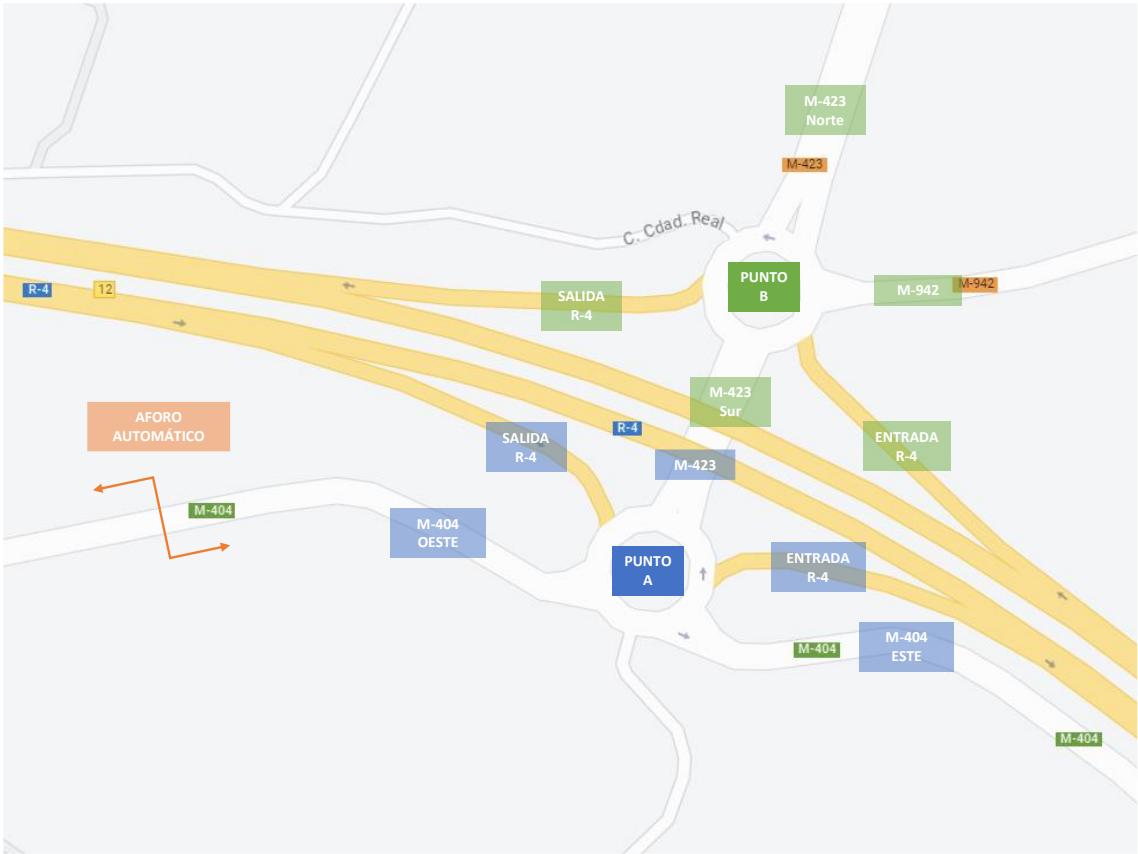 M-423
Norte
M-423
C. Cdad. Real
PUNTO
B
M-942
M-942
R-4
12
SALIDA
R-4
M-423
Sur
AFORO
AUTOMÁTICO
SALIDA
R-4
R-4
ENTRADA
R-4
M-423
M-404
M-404
OESTE
PUNTO
A
ENTRADA
R-4
M-404
M-404
ESTE
M-404